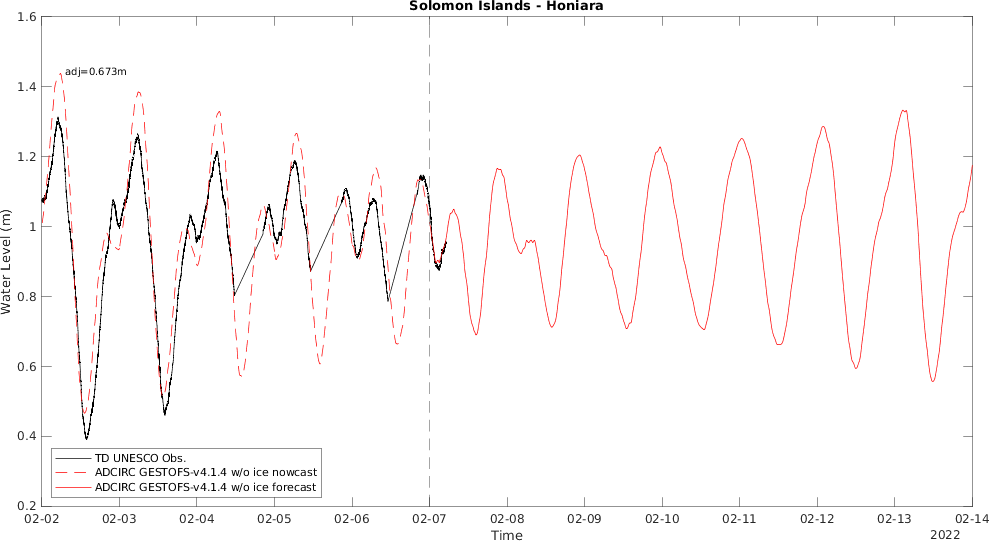 Solomon Islands - Honiara
1.6
1.4
1.2
1
0.8
0.6
0.4
0.2
Water Level (m)
adj=0.673m
TD UNESCO Obs.
ADCIRC GESTOFS-v4.1.4 w/o ice nowcast
ADCIRC GESTOFS-v4.1.4 w/o ice forecast
02-02 02-03 02-04 02-05 02-06 02-07 02-08 02-09 02-10 02-11 02-12 02-13 02-14
Time
2022